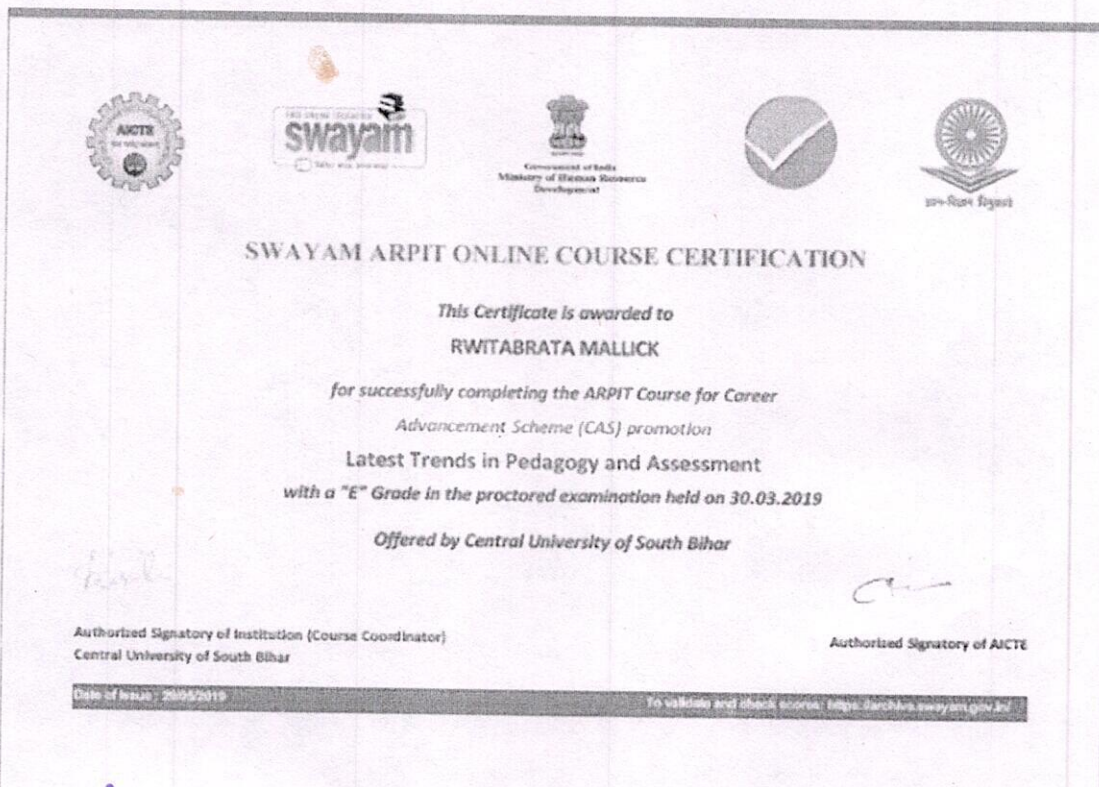 AICTE
swayam
Government of India
Ministry of Human Resource
Development
SWAYAM ARPIT ONLINE COURSE CERTIFICATION
This Certificate is awarded to
RWITABRATA MALLICK
for successfully completing the ARPIT Course for Career
Advancement Scheme (CAS) promotion
Latest Trends in Pedagogy and Assessment
with a "E" Grade in the proctored examination held on 30.03.2019
Offered by Central University of South Bihar
Authorized Signatory of Institution (Course Coordinator)
Central University of South Bihar
Authorized Signatory of AICTE
Date of Issue : 29/05/2019
To validate and check scores: https://archive.swayam.gov.in/